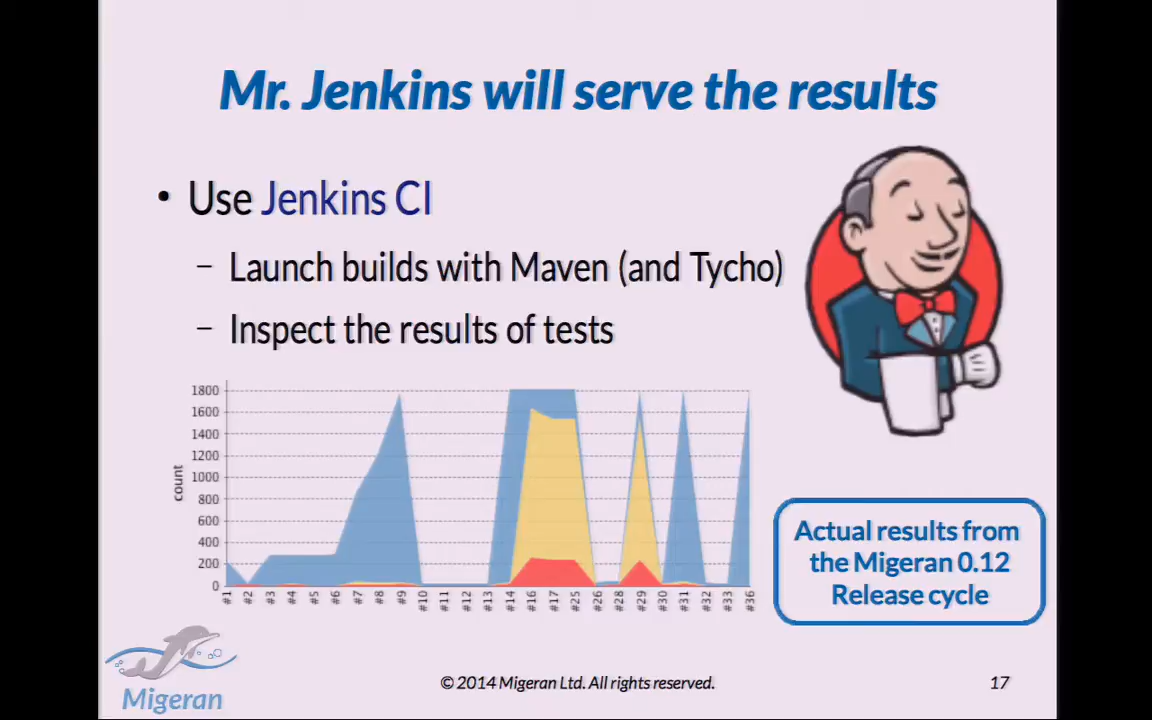 Mr. Jenkins will serve the results
• Use Jenkins CI
– Launch builds with Maven (and Tycho)
– Inspect the results of tests
1800
1600
1400
1200
1000
800
600
400
200
0
count
#1 #2 #3 #4 #5 #6 #7 #8 #9 #10 #11 #12 #13 #14 #16 #17 #25 #26 #28 #29 #30 #31 #32 #33 #36
Actual results from
the Migeran 0.12
Release cycle
Migeran
© 2014 Migeran Ltd. All rights reserved.
17